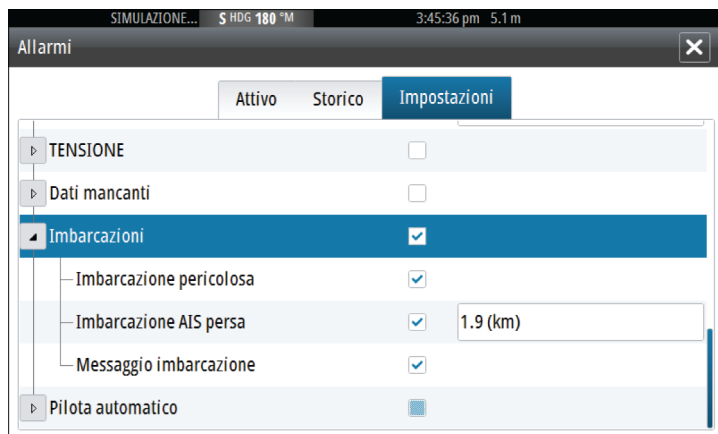 SIMULAZIONE... S HDG 180 °M 3:45:36 pm 5.1 m
Allarmi
Attivo Storico Impostazioni
TENSIONE
Dati mancanti
Imbarcazioni
Imbarcazione pericolosa
Imbarcazione AIS persa 1.9 (km)
Messaggio imbarcazione
Pilota automatico